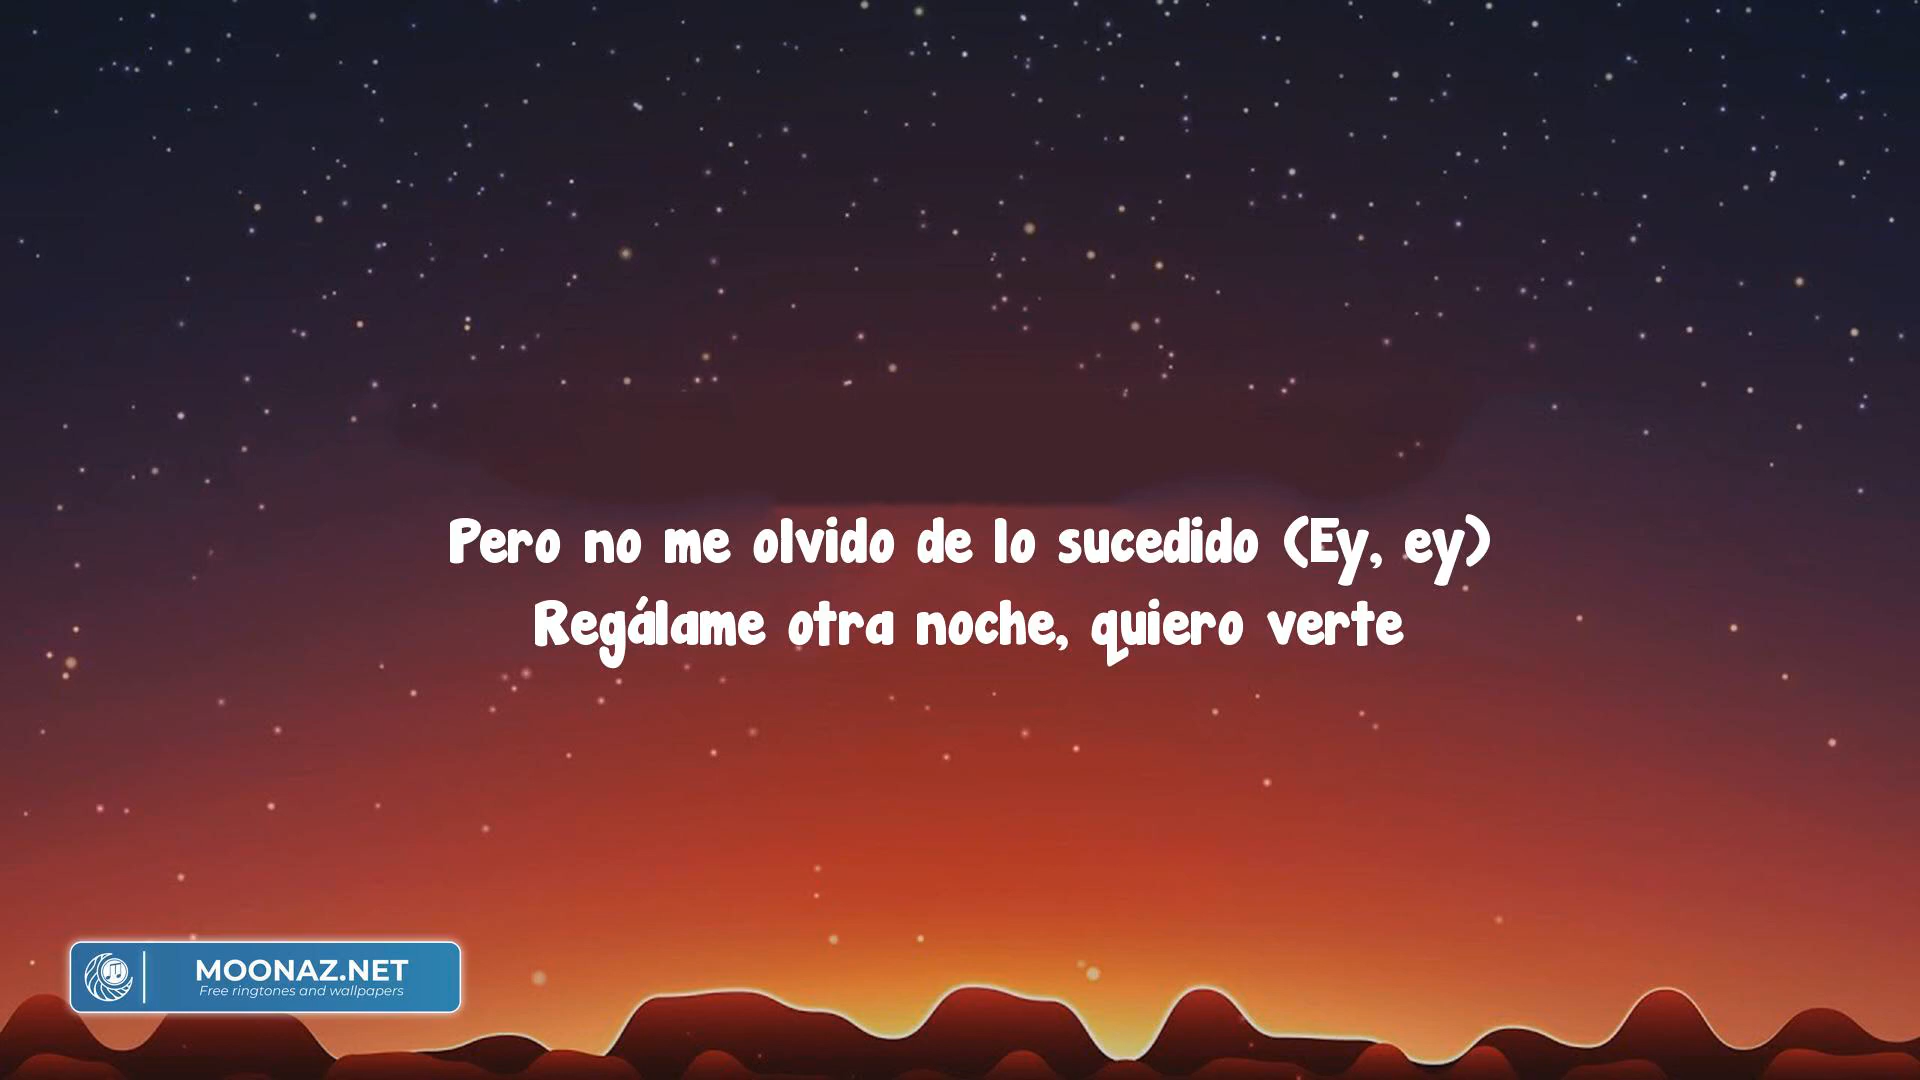 Pero no me olvido de lo sucedido (Ey, ey)
Regálame otra noche, quiero verte
MOONAZ.NET
Free ringtones and wallpapers